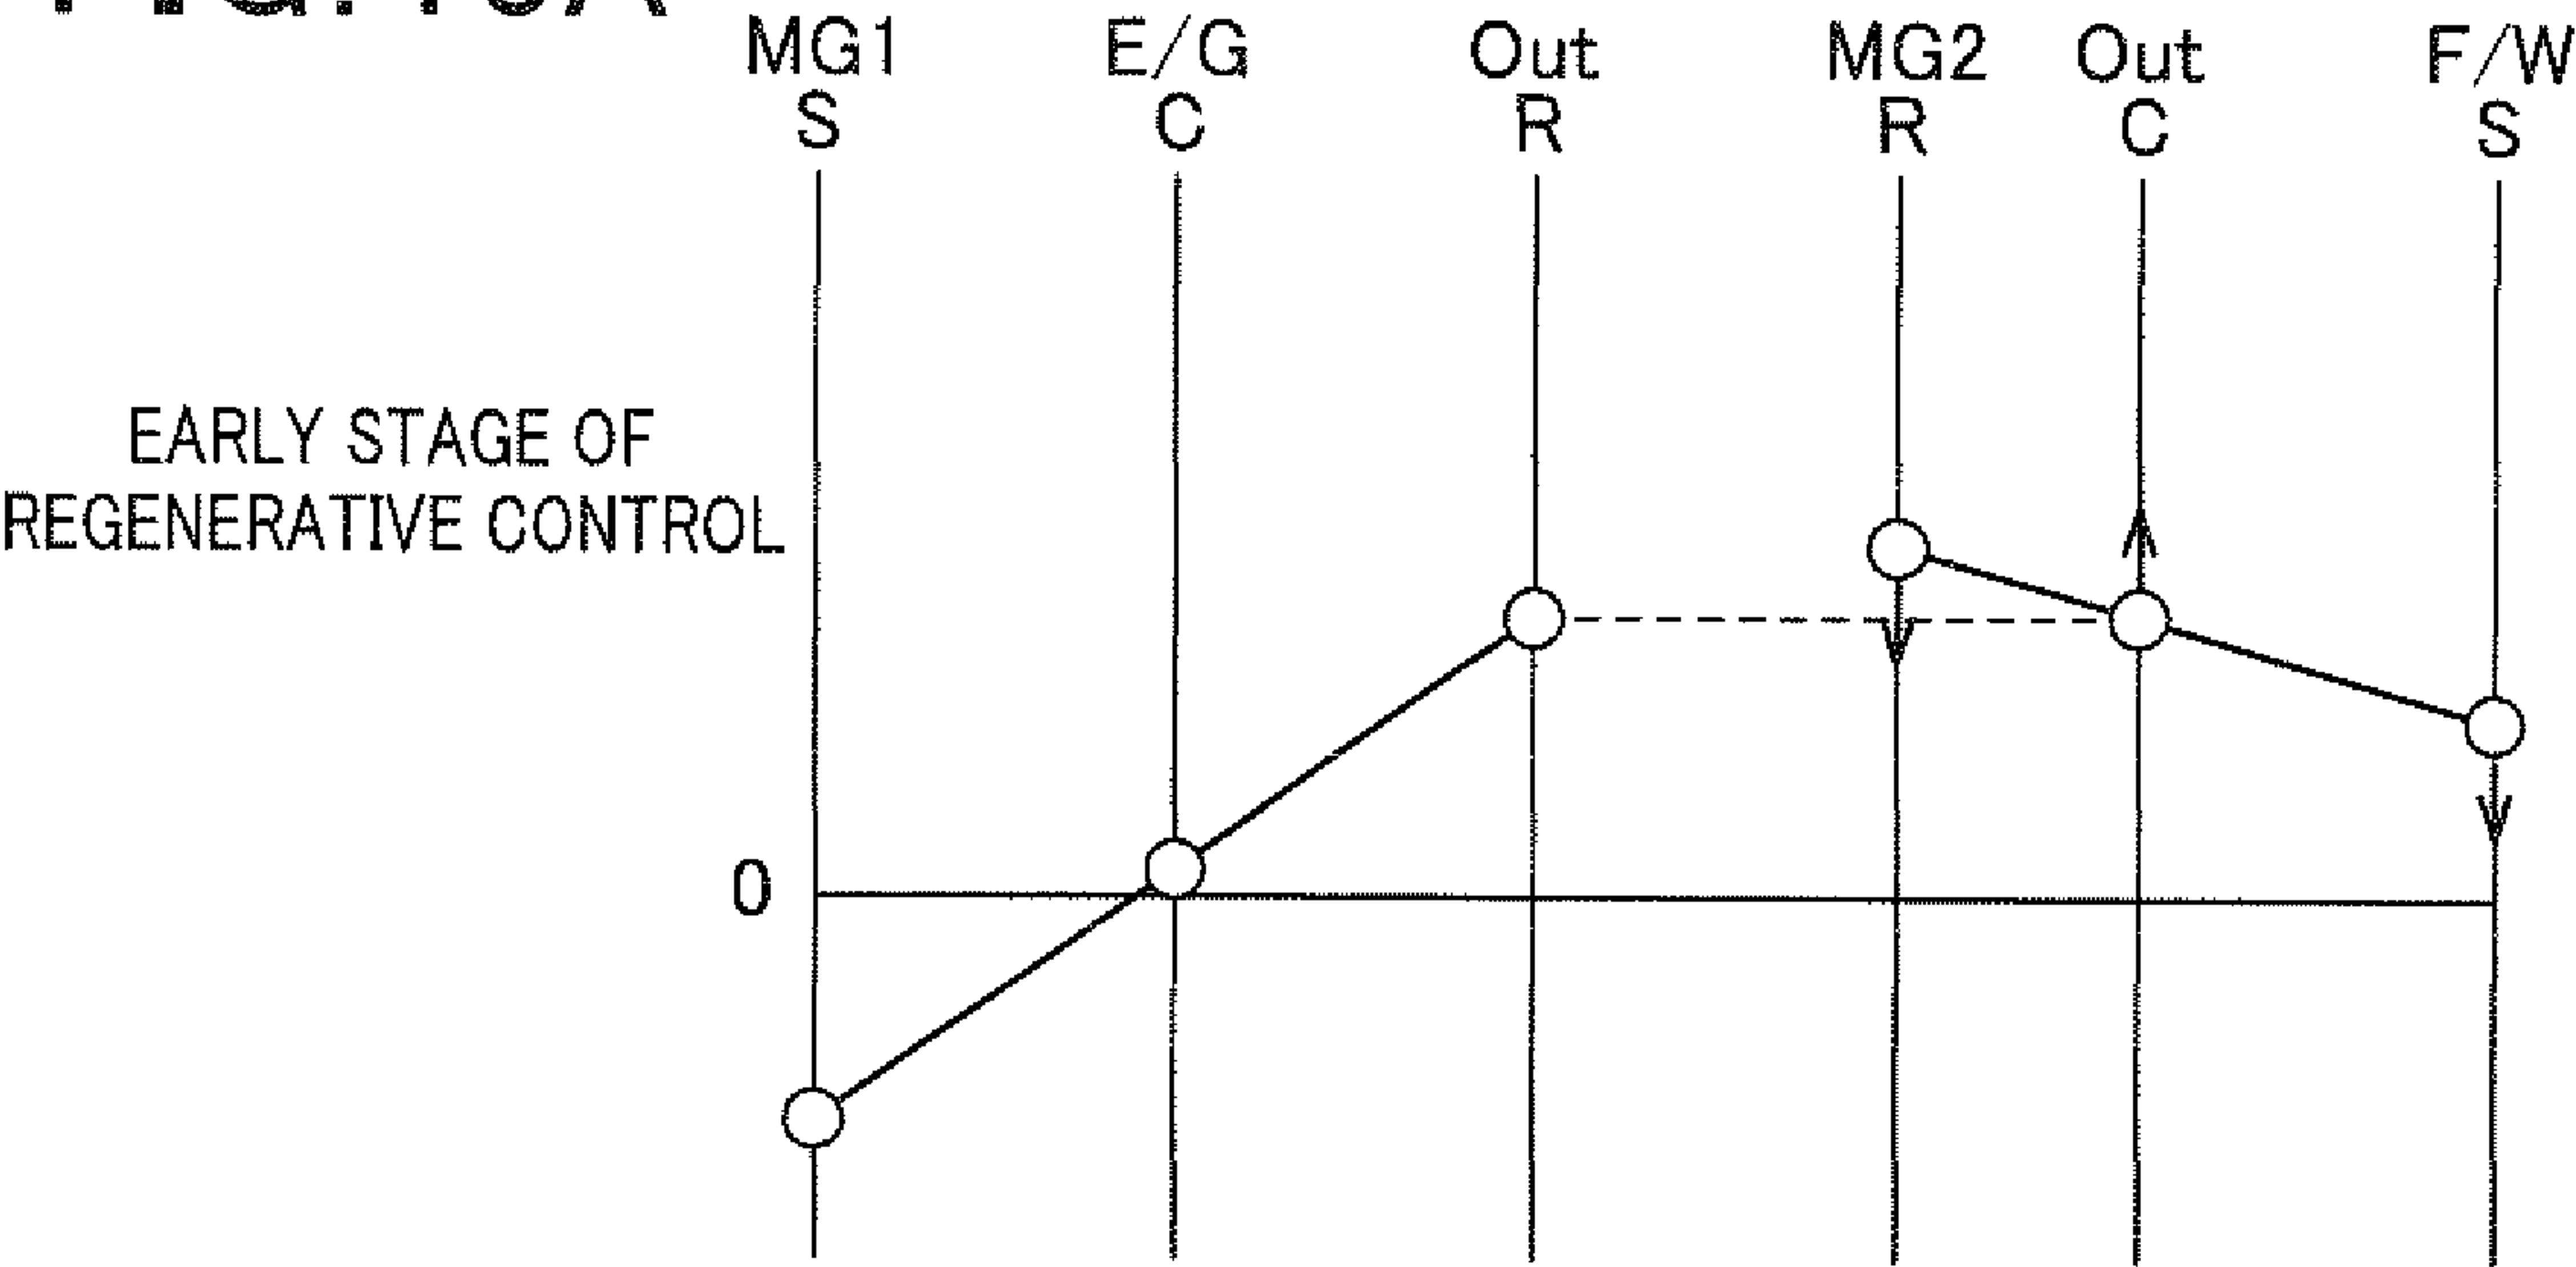 MG1 E/G Out MG2 Out F/W
S C R R C S
EARLY STAGE OF
REGENERATIVE CONTROL
0